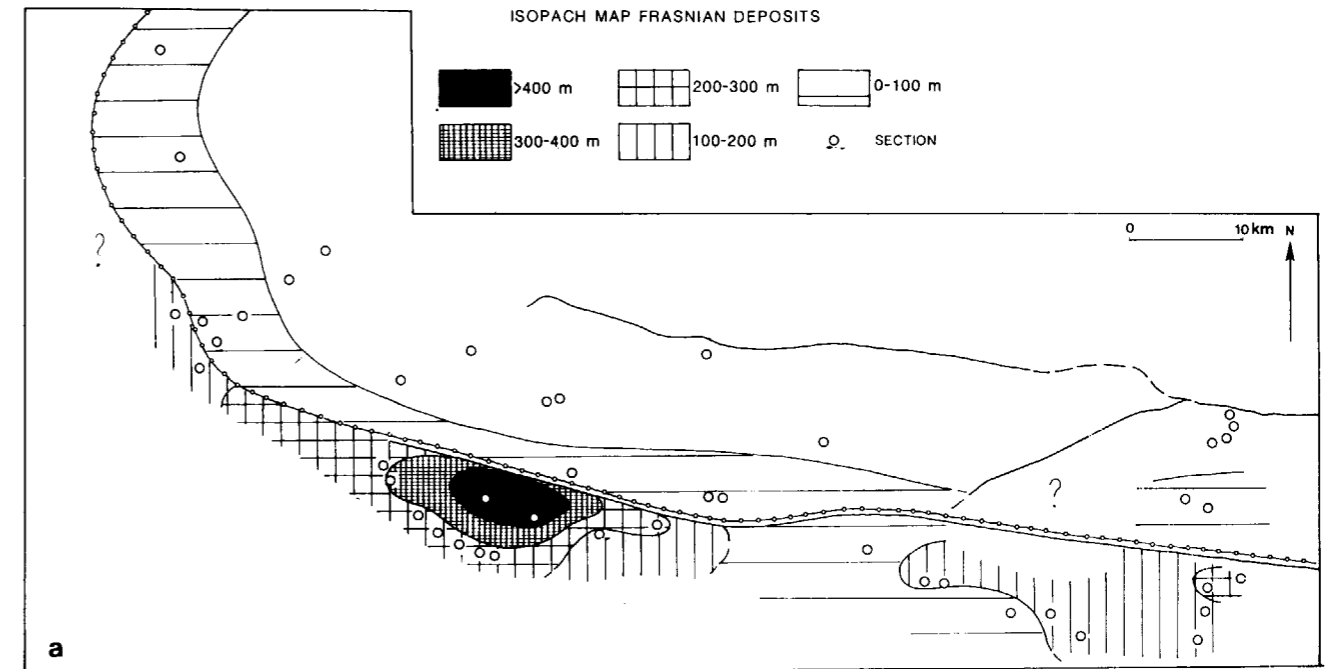 ISOPACH MAP FRASNIAN DEPOSITS
>400 m
200-300 m
0-100 m
300-400 m
100-200 m
SECTION
0 10 km N
?
?
a